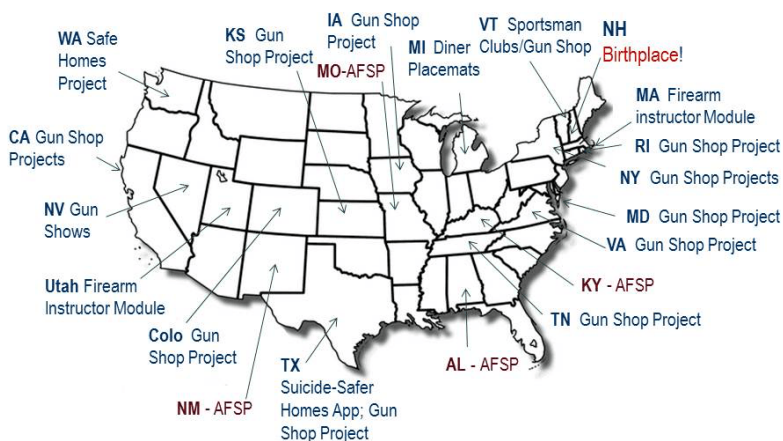 WA Safe
Homes
Project
KS Gun
Shop Project
IA Gun Shop
Project
MO-AFSP
MI Diner
Placemats
VT Sportsman
Clubs/Gun Shop
NH
Birthplace!
MA Firearm
instructor Module
RI Gun Shop Project
NY Gun Shop Projects
MD Gun Shop Project
VA Gun Shop Project
KY - AFSP
TN Gun Shop Project
AL - AFSP
TX
Suicide-Safer
Homes App; Gun
Shop Project
NM - AFSP
Colo Gun
Shop Project
Utah Firearm
Instructor Module
NV Gun
Shows
CA Gun Shop
Projects